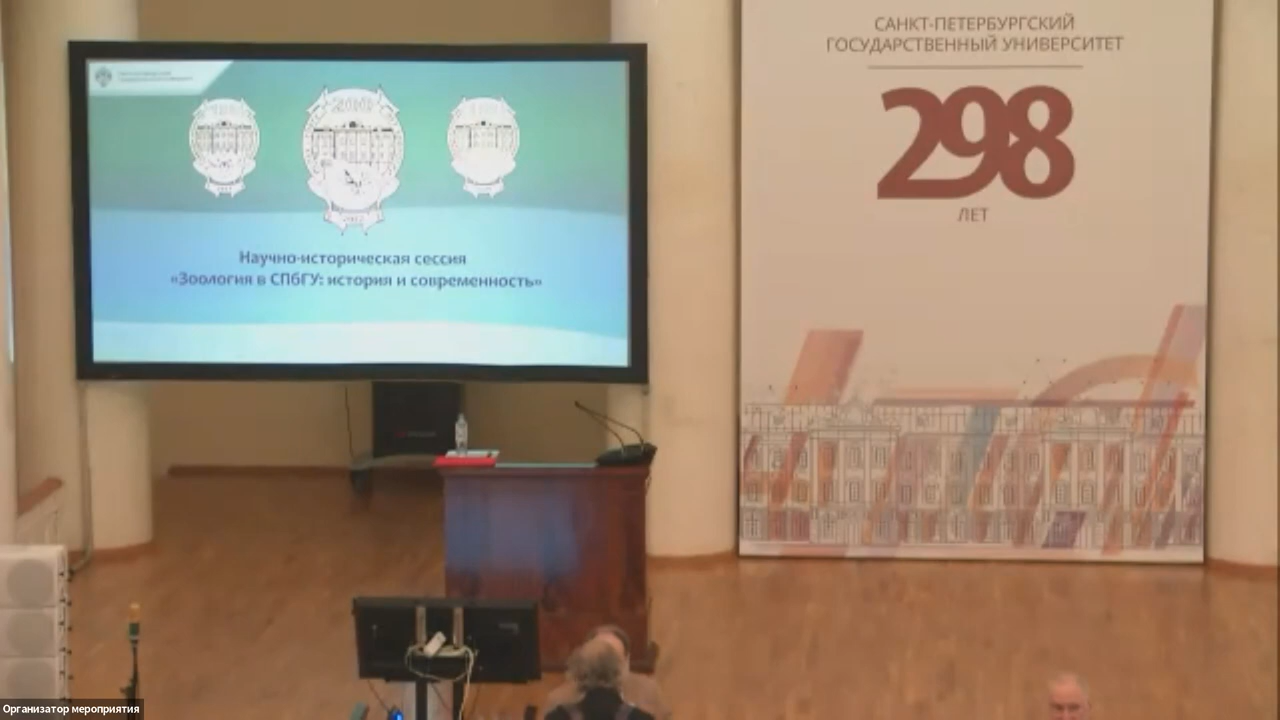 Научно-историческая сессия
«Зоология в СПбГУ: история и современность»
САНКТ-ПЕТЕРБУРГСКИЙ
ГОСУДАРСТВЕННЫЙ УНИВЕРСИТЕТ
298
ЛЕТ
Организатор мероприятия